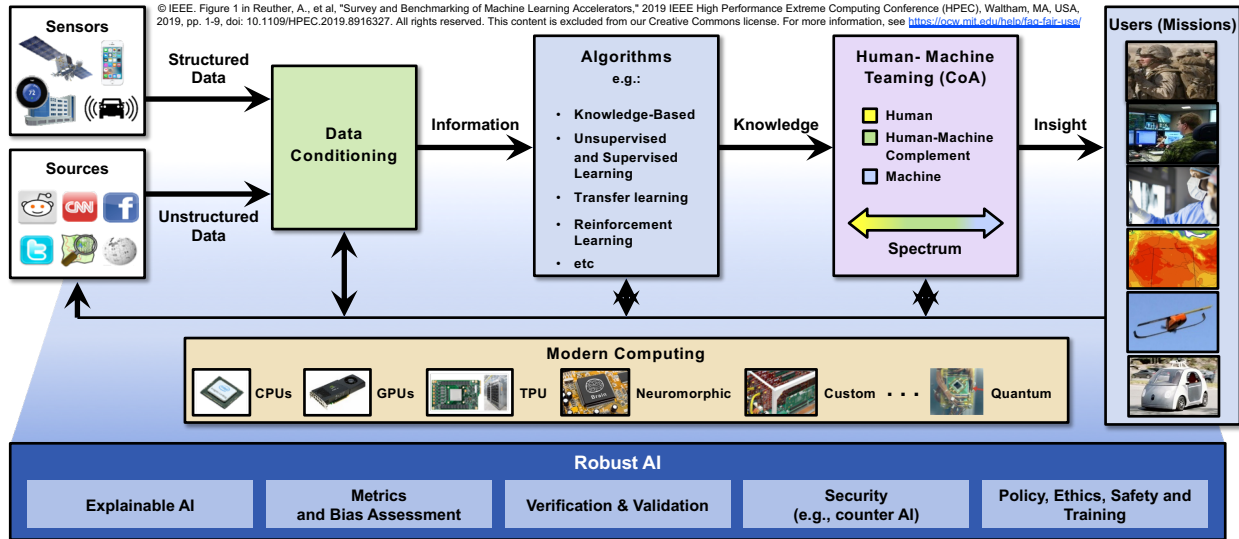 © IEEE. Figure 1 in Reuther, A., et al, "Survey and Benchmarking of Machine Learning Accelerators," 2019 IEEE High Performance Extreme Computing Conference (HPEC), Waltham, MA, USA,
2019, pp. 1-9, doi: 10.1109/HPEC.2019.8916327. All rights reserved. This content is excluded from our Creative Commons license. For more information, see https://ocw.mit.edu/help/faq-fair-use/
Sensors
72
Sources
CNN
f
t
Structured
Data
Unstructured
Data
Data
Conditioning
Information
Algorithms
e.g.:
• Knowledge-Based
• Unsupervised
and Supervised
Learning
• Transfer learning
• Reinforcement
Learning
• etc
Knowledge
Human- Machine
Teaming (CoA)
Human
Human-Machine
Complement
Machine
Spectrum
Insight
Users (Missions)
Modern Computing
CPUs
GPUs
TPU
Brain
Neuromorphic
Custom
. . .
Quantum
Robust AI
Explainable AI
Metrics
and Bias Assessment
Verification & Validation
Security
(e.g., counter AI)
Policy, Ethics, Safety and
Training